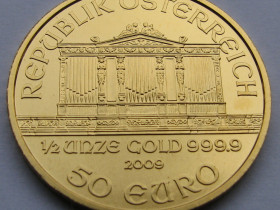 REPUBLIK ÖSTERREICH
1/2 UNZE GOLD 999.9
2009
50 EURO